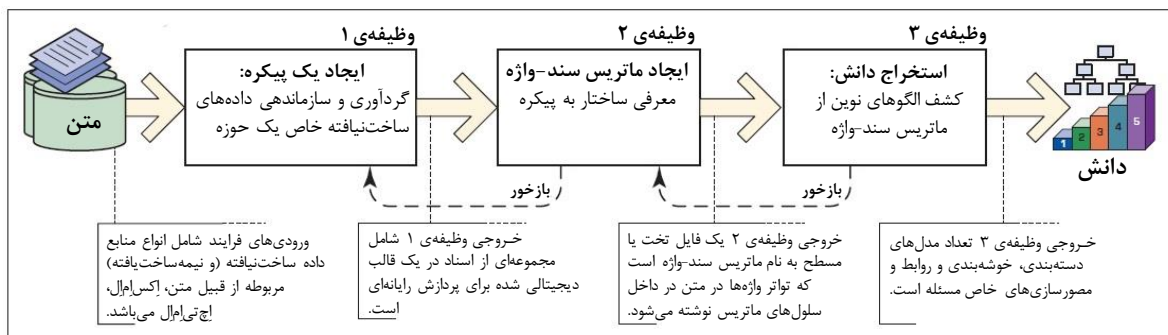 متن
وظیفه‌ی ۱
ایجاد یک پیکره:
گردآوری و سازماندهی داده‌های
ساخت‌نیافته خاص یک حوزه
وظیفه‌ی ۲
ایجاد ماتریس سند-واژه
معرفی ساختار به پیکره
وظیفه‌ی ۳
استخراج دانش:
کشف الگوهای نوین از
ماتریس سند-واژه
1 2 3 4 5
دانش
بازخور
بازخور
ورودی‌های فرایند شامل انواع منابع
داده ساخت‌نیافته (و نیمه‌ساخت‌یافته)
مربوطه از قبیل متن، اِکس‌اِم‌اِل،
اِچ‌تی‌اِم‌اِل می‌باشد.
خـروجی وظیفه‌ی ۱ شامل
مجموعه‌ای از اسناد در یک قالب
دیجیتالی شده برای پردازش رایانه‌ای
است.
خروجی وظیفه‌ی ۲ یک فایل تخت یا
مسطح به نام ماتریس سند-واژه است
که تواتر واژه‌ها در متن در داخل
سلول‌های ماتریس نوشته می‌شود.
خـروجی وظیفه‌ی ۳ تعداد مدل‌های
دسته‌بندی، خوشه‌بندی و روابط و
مصورسازی‌های خاص مسئله است.